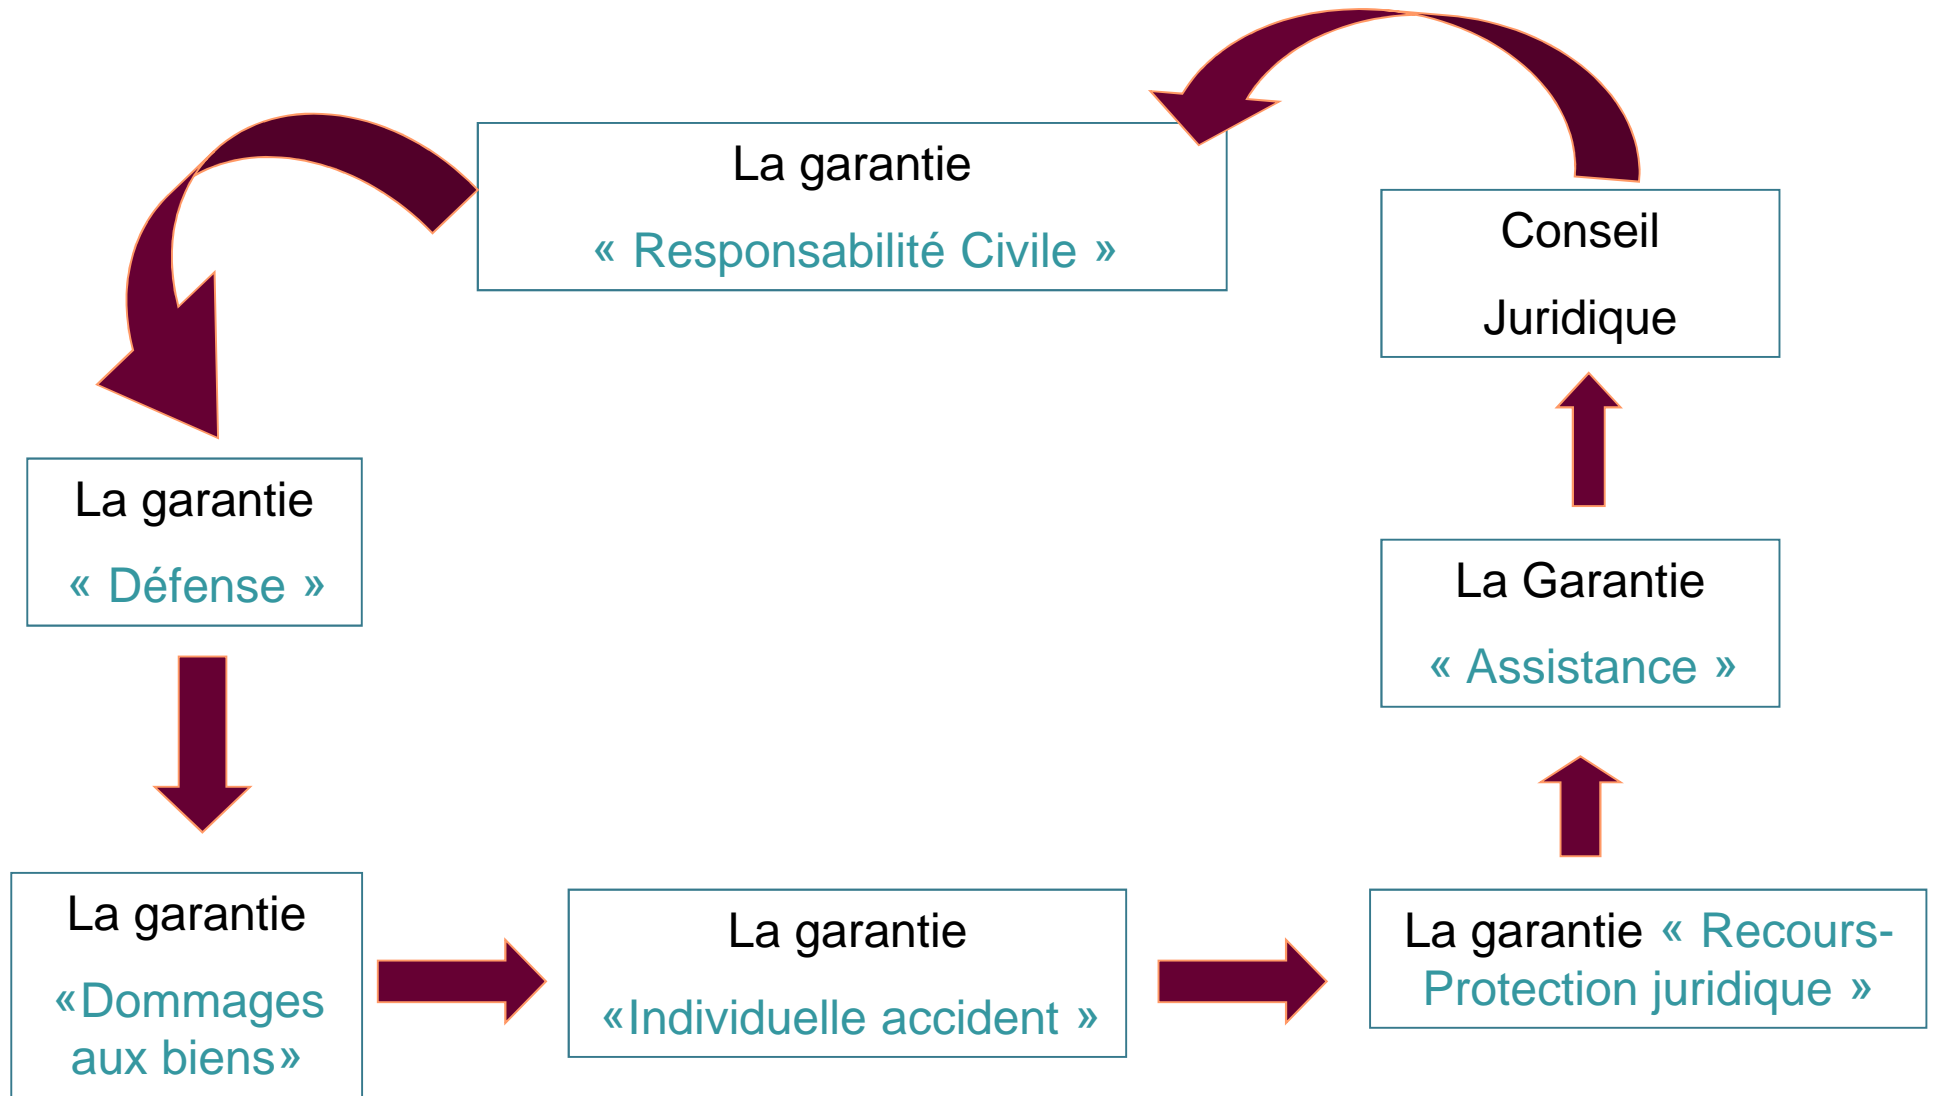 La garantie
« Responsabilité Civile »
Conseil
Juridique
La garantie
« Défense »
La Garantie
« Assistance »
La garantie
«Dommages
aux biens»
La garantie
«Individuelle accident »
La garantie « Recours-
Protection juridique »